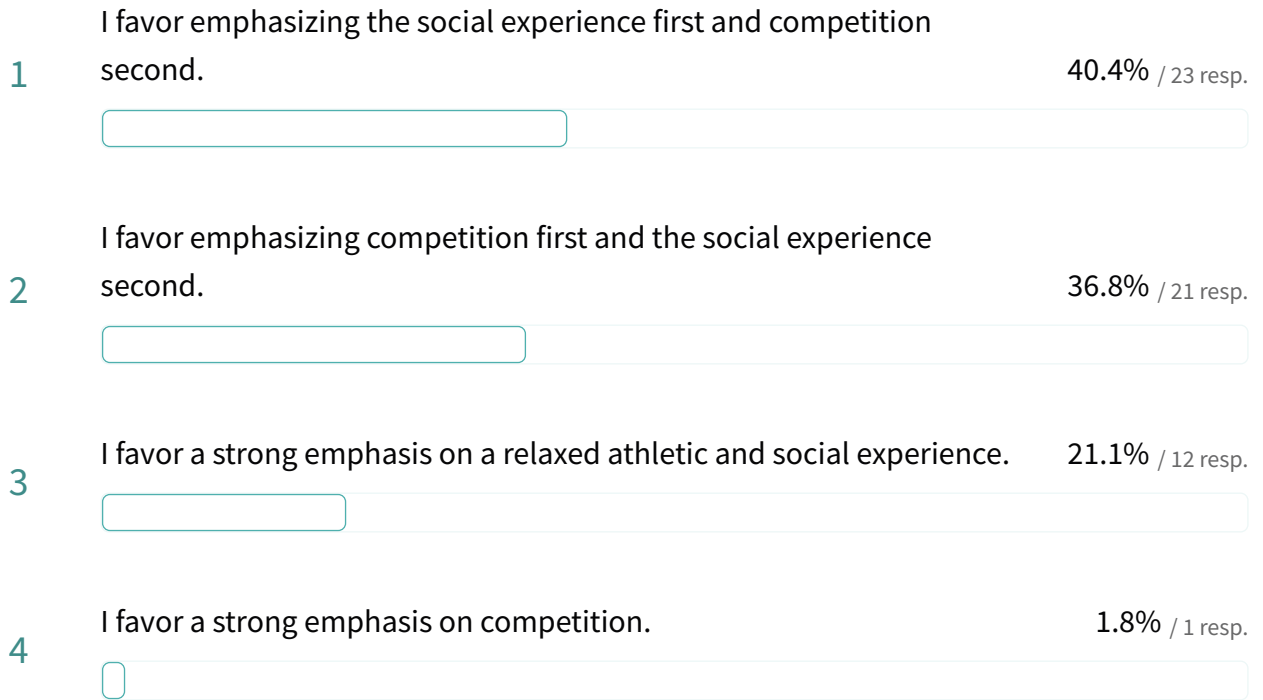 I favor emphasizing the social experience first and competition
1 second. 40.4% / 23 resp.
I favor emphasizing competition first and the social experience
2 second. 36.8% / 21 resp.
3 I favor a strong emphasis on a relaxed athletic and social experience. 21.1% / 12 resp.
4 I favor a strong emphasis on competition. 1.8% / 1 resp.